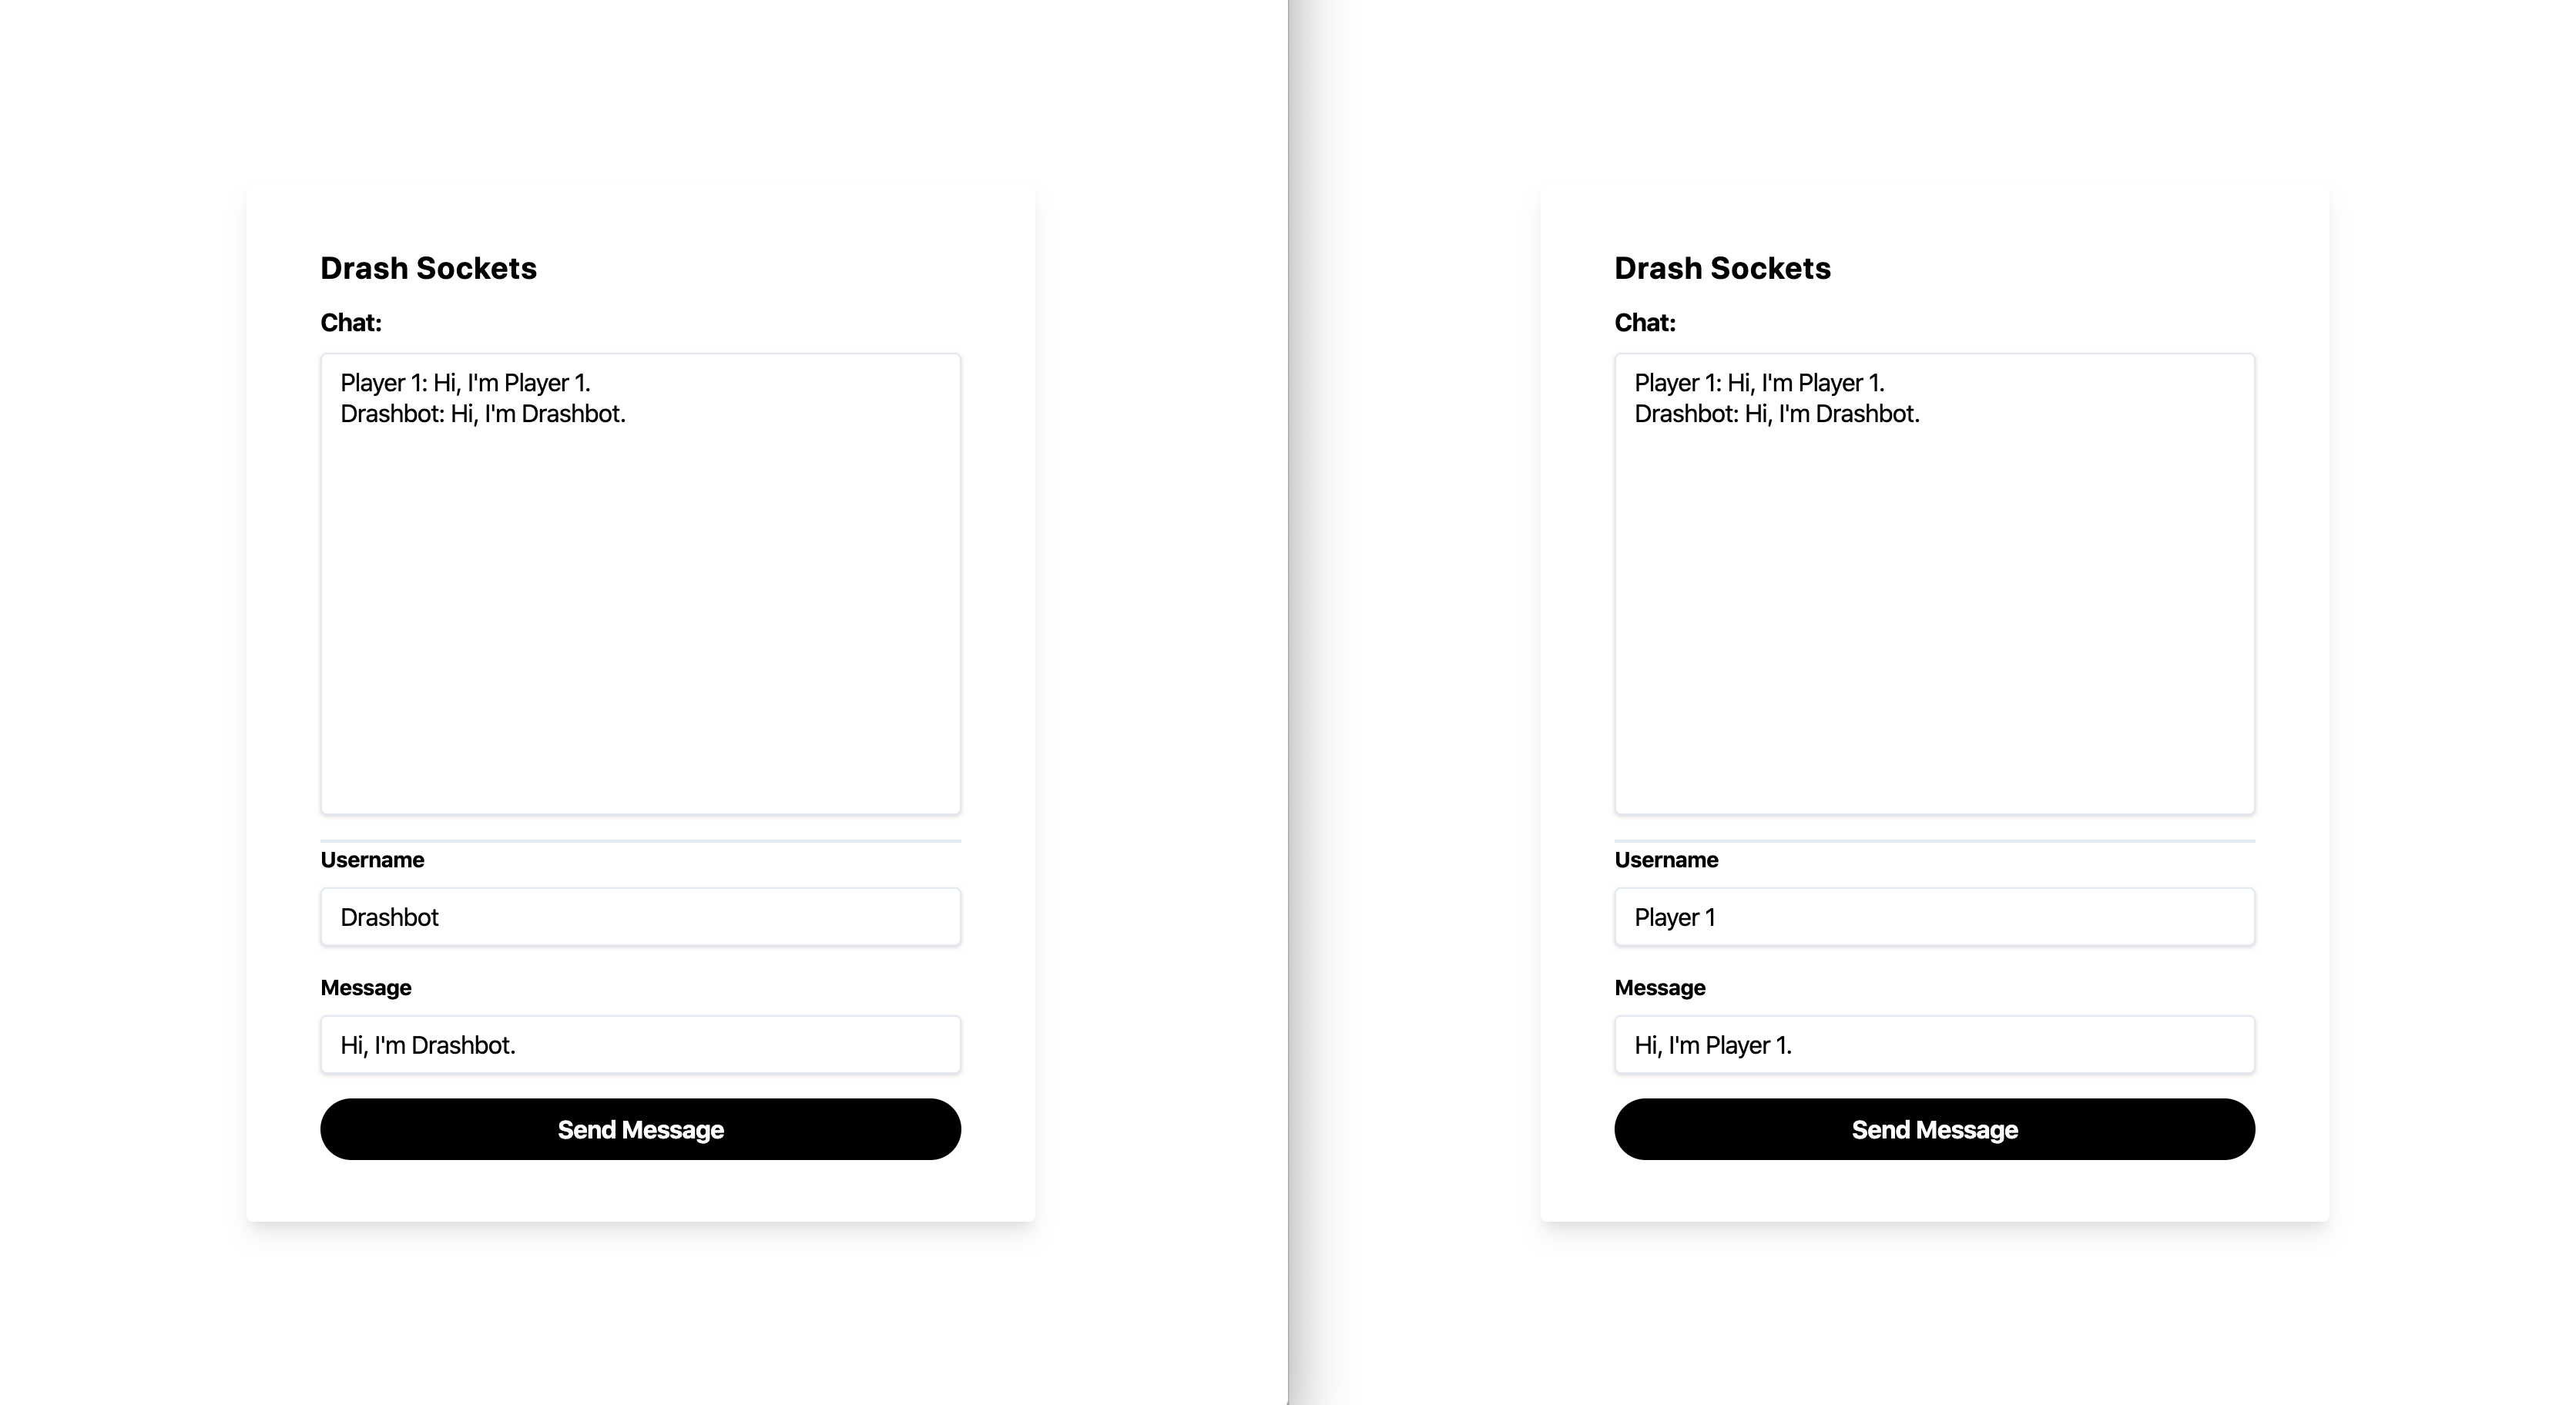 Drash Sockets
Chat:
Player 1: Hi, I'm Player 1.
Drashbot: Hi, I'm Drashbot.
Username
Drashbot
Message
Hi, I'm Drashbot.
Send Message
Drash Sockets
Chat:
Player 1: Hi, I'm Player 1.
Drashbot: Hi, I'm Drashbot.
Username
Player 1
Message
Hi, I'm Player 1.
Send Message